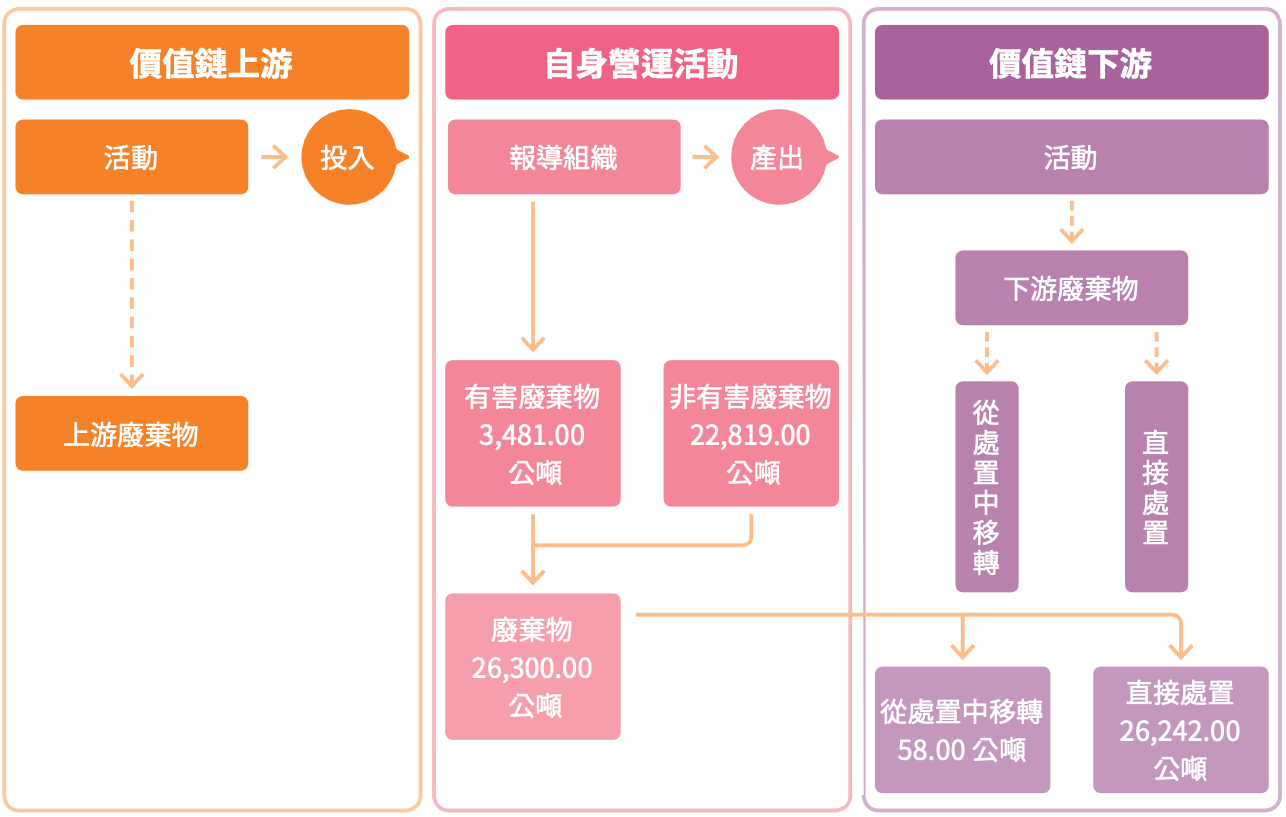 價值鏈上游
活動
投入
上游廢棄物
自身營運活動
報導組織
產出
有害廢棄物
3,481.00
公噸
非有害廢棄物
22,819.00
公噸
廢棄物
26,300.00
公噸
價值鏈下游
活動
下游廢棄物
從處置中移轉
直接處置
從處置中移轉
58.00 公噸
直接處置
26,242.00
公噸